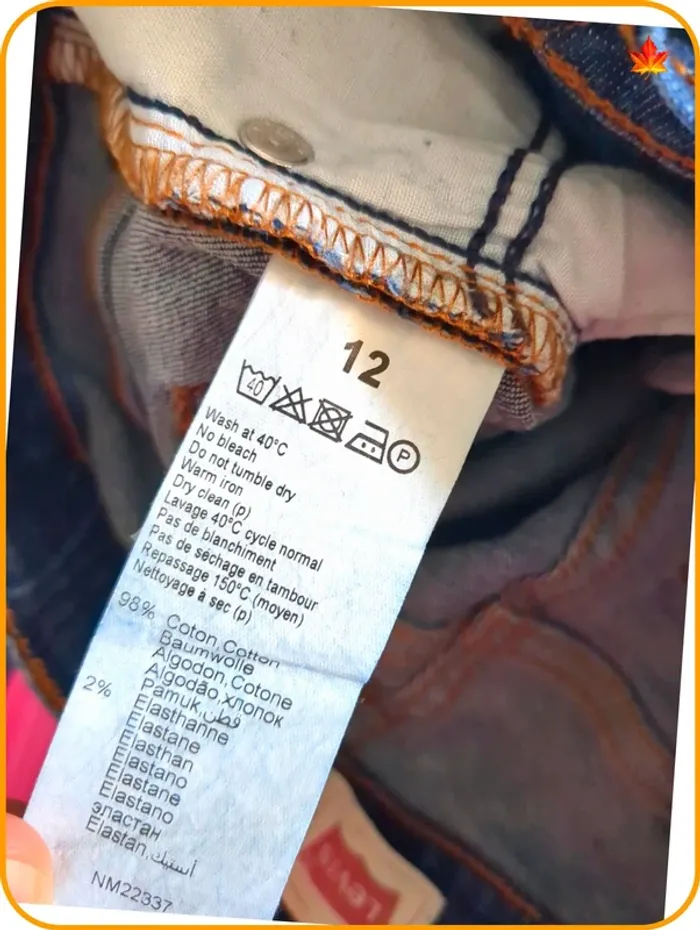 12
40
P
Wash at 40°C
No bleach
Do not tumble dry
Warm iron
Dry clean (p)
Lavage 40°C cycle normal
Pas de blanchiment
Pas de séchage en tambour
Repassage 150°C (moyen)
Nettoyage à sec (p)
98% Coton,Cotton
Baumwolle
Algodon,Cotone
Algodão,хлопок
Pamuk,قطن
2% Elasthanne
Elastane
Elasthan
Elastano
Elastane
Elastano
эластан
Elastan,أستيك
NM22337
LEVI'S